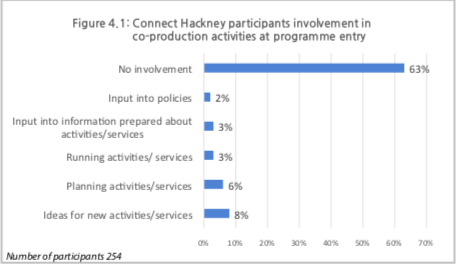 Figure 4.1: Connect Hackney participants involvement in
co-production activities at programme entry
No involvement 63%
Input into policies 2%
Input into information prepared about
activities/services 3%
Running activities/ services 3%
Planning activities/services 6%
Ideas for new activities/services 8%
0% 10% 20% 30% 40% 50% 60% 70%
Number of participants 254